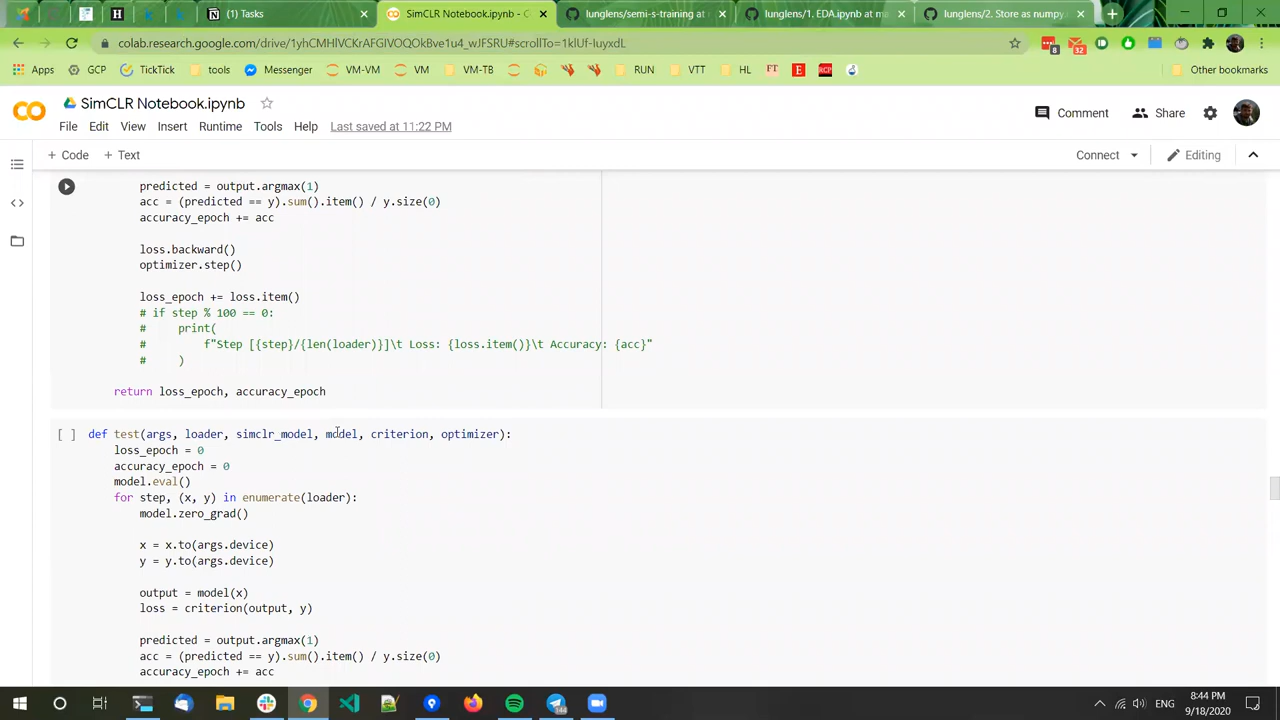 (1) Tasks
SimCLR Notebook.ipynb - C
lunglens/semi-s-training at
lunglens/1. EDA.ipynb at ma
lunglens/2. Store as numpy.
colab.research.google.com/drive/1yhCMHlVCKrAFGIVOQOkBve1u4_wJFSRU#scrollTo=1klUf-IuyxdL
8
32
Apps
GCP
TickTick
tools
Messenger
VM-VM
VM
VM-TB
RUN
VTT
HL
Other bookmarks
SimCLR Notebook.ipynb
File Edit View Insert Runtime Tools Help Last saved at 11:22 PM
Comment
Share
+ Code + Text
Connect
Editing
predicted = output.argmax(1)
acc = (predicted == y).sum().item() / y.size(0)
accuracy_epoch += acc
loss.backward()
optimizer.step()
loss_epoch += loss.item()
# if step % 100 == 0:
# print(
# f"Step [{step}/{len(loader)}]\t Loss: {loss.item()}\t Accuracy: {acc}"
# )
return loss_epoch, accuracy_epoch
[ ] def test(args, loader, simclr_model, model, criterion, optimizer):
loss_epoch = 0
accuracy_epoch = 0
model.eval()
for step, (x, y) in enumerate(loader):
model.zero_grad()
x = x.to(args.device)
y = y.to(args.device)
output = model(x)
loss = criterion(output, y)
predicted = output.argmax(1)
acc = (predicted == y).sum().item() / y.size(0)
accuracy_epoch += acc
144
ENG
8:44 PM
9/18/2020